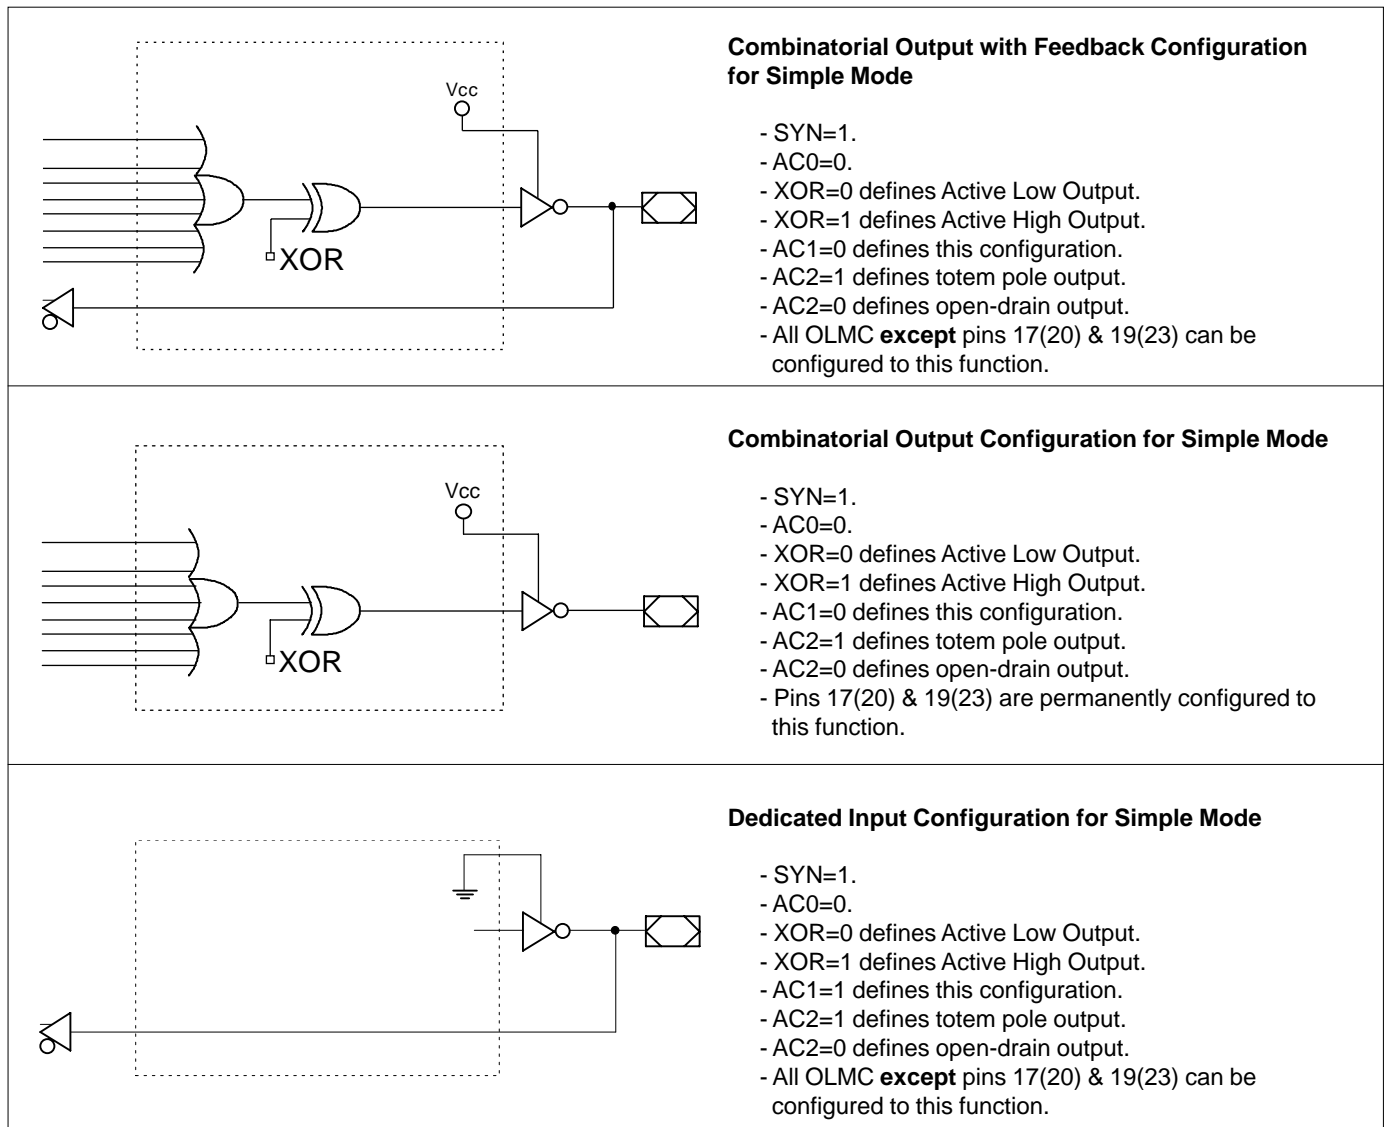 Combinatorial Output with Feedback Configuration
for Simple Mode
Vcc
XOR
- SYN=1.
- AC0=0.
- XOR=0 defines Active Low Output.
- XOR=1 defines Active High Output.
- AC1=0 defines this configuration.
- AC2=1 defines totem pole output.
- AC2=0 defines open-drain output.
- All OLMC except pins 17(20) & 19(23) can be
configured to this function.
Combinatorial Output Configuration for Simple Mode
Vcc
XOR
- SYN=1.
- AC0=0.
- XOR=0 defines Active Low Output.
- XOR=1 defines Active High Output.
- AC1=0 defines this configuration.
- AC2=1 defines totem pole output.
- AC2=0 defines open-drain output.
- Pins 17(20) & 19(23) are permanently configured to
this function.
Dedicated Input Configuration for Simple Mode
- SYN=1.
- AC0=0.
- XOR=0 defines Active Low Output.
- XOR=1 defines Active High Output.
- AC1=1 defines this configuration.
- AC2=1 defines totem pole output.
- AC2=0 defines open-drain output.
- All OLMC except pins 17(20) & 19(23) can be
configured to this function.